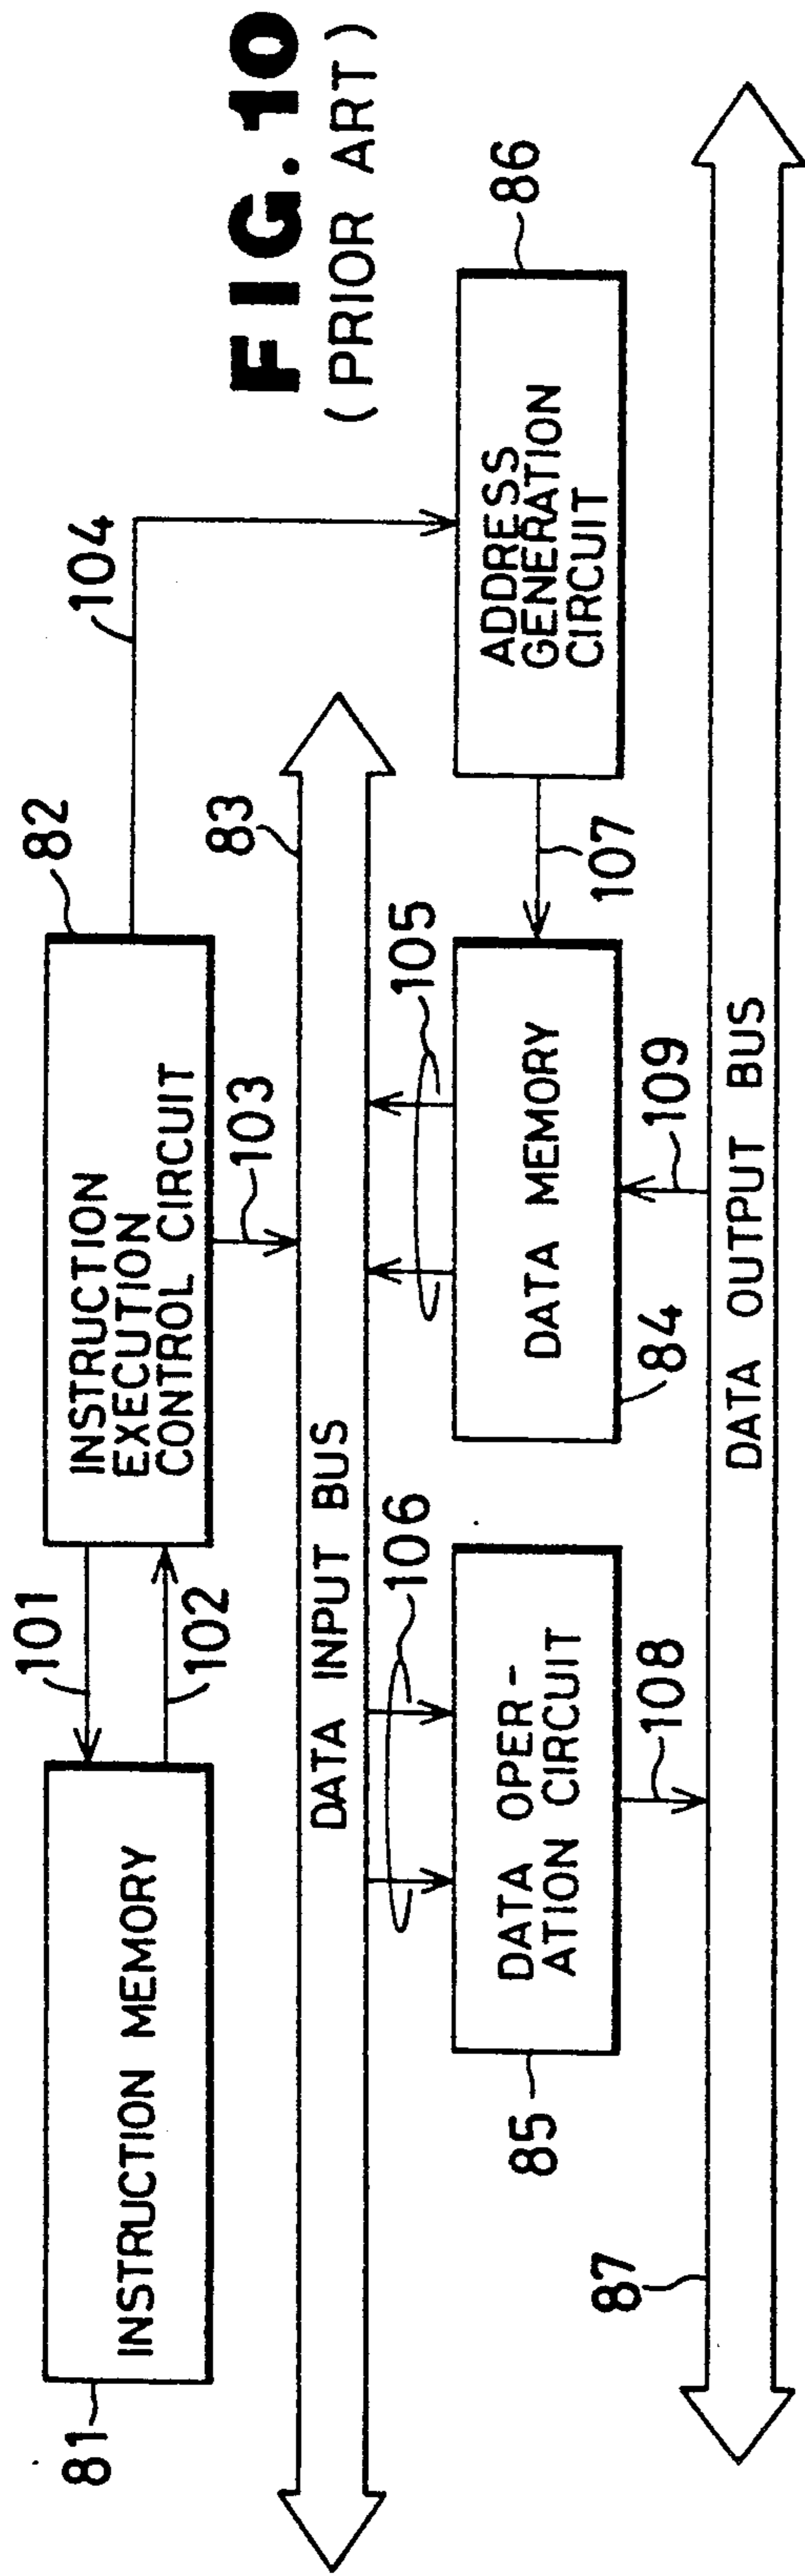 FIG.10
(PRIOR ART)
81
INSTRUCTION MEMORY
101
102
82
INSTRUCTION
EXECUTION
CONTROL CIRCUIT
104
103
83
DATA INPUT BUS
106
105
85
DATA OPER-
ATION CIRCUIT
84
DATA MEMORY
107
86
ADDRESS
GENERATION
CIRCUIT
108
109
87
DATA OUTPUT BUS